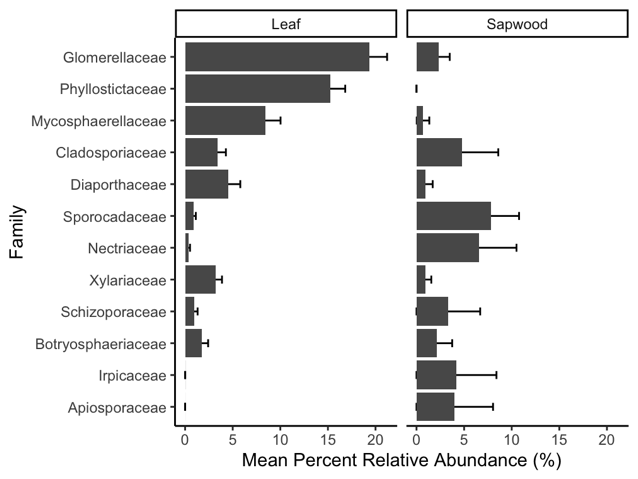 Leaf
Sapwood
Family
Glomerellaceae
Phyllostictaceae
Mycosphaerellaceae
Cladosporiaceae
Diaporthaceae
Sporocadaceae
Nectriaceae
Xylariaceae
Schizoporaceae
Botryosphaeriaceae
Irpicaceae
Apiosporaceae
0 5 10 15 20 0 5 10 15 20
Mean Percent Relative Abundance (%)